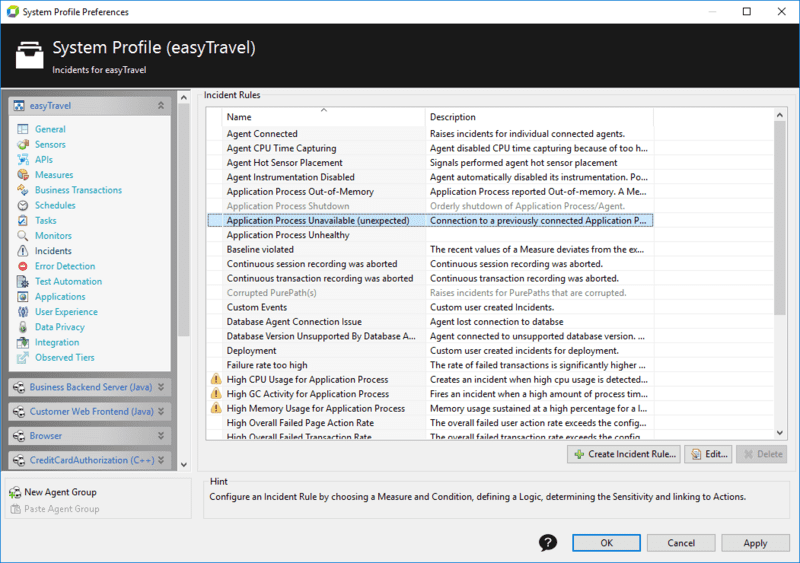 System Profile Preferences
System Profile (easyTravel)
Incidents for easyTravel
easyTravel
General
Sensors
APIs
Measures
Business Transactions
Schedules
Tasks
Monitors
Incidents
Error Detection
Test Automation
Applications
User Experience
Data Privacy
Integration
Observed Tiers
Business Backend Server (Java)
Customer Web Frontend (Java)
Browser
CreditCardAuthorization (C++)
New Agent Group
Paste Agent Group
Incident Rules
Name Description
Agent Connected Raises incidents for individual connected agents.
Agent CPU Time Capturing Agent disabled CPU time capturing because of too h...
Agent Hot Sensor Placement Signals performed agent hot sensor placement
Agent Instrumentation Disabled Agent automatically disabled its instrumentation. Po...
Application Process Out-of-Memory Application Process reported Out-of-memory. A Me...
Application Process Shutdown Orderly shutdown of Application Process/Agent.
Application Process Unavailable (unexpected) Connection to a previously connected Application P...
Application Process Unhealthy
Baseline violated The recent values of a Measure deviates from the ex...
Continuous session recording was aborted Continuous session recording was aborted.
Continuous transaction recording was aborted Continuous transaction recording was aborted.
Corrupted PurePath(s) Raises incidents for PurePaths that are corrupted.
Custom Events Custom user created Incidents.
Database Agent Connection Issue Agent lost connection to databse
Database Version Unsupported By Database A... Agent connected to unsupported database version. ...
Deployment Custom user created incidents for deployment.
Failure rate too high The rate of failed transactions is significantly higher ...
High CPU Usage for Application Process Creates an incident when high cpu usage is detected...
High GC Activity for Application Process Fires an incident when a high amount of process tim...
High Memory Usage for Application Process Memory usage sustained at a high percentage for a l...
High Overall Failed Page Action Rate The overall failed user action rate exceeds the config...
High Overall Failed Transaction Rate The overall failed transaction rate exceeds the config...
Create Incident Rule... Edit... Delete
Hint
Configure an Incident Rule by choosing a Measure and Condition, defining a Logic, determining the Sensitivity and linking to Actions.
? OK Cancel Apply